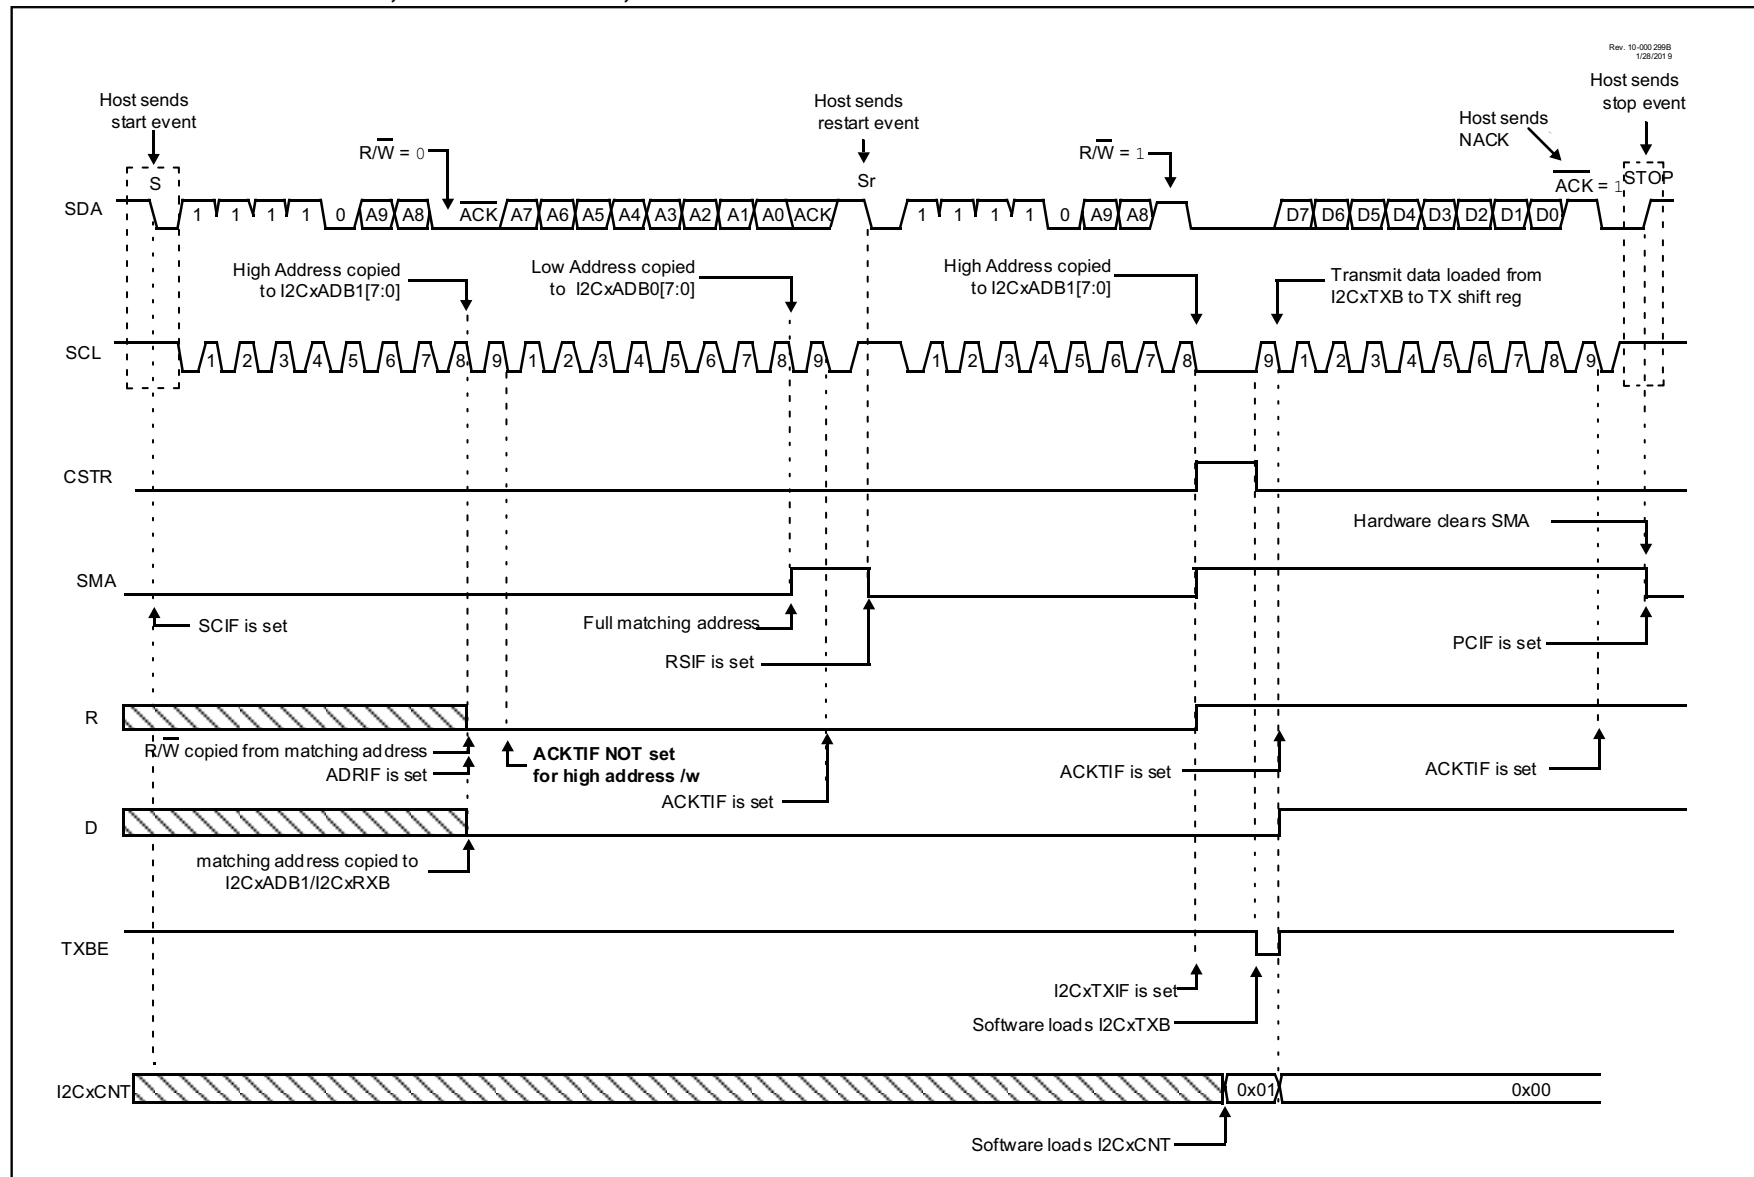 Rev. 10-000 299B
1/28/201 9
Host sends
start event
Host sends
restart event
Host sends
stop event
Host sends
NACK
R/W̅ = 0
R/W̅ = 1
S
Sr
A̅C̅K̅ = 1
STOP
SDA
1 1 1 1 0 A9 A8 A̅C̅K̅ A7 A6 A5 A4 A3 A2 A1 A0 ACK 1 1 1 1 0 A9 A8 D7 D6 D5 D4 D3 D2 D1 D0
High Address copied
to I2CxADB1[7:0]
Low Address copied
to I2CxADB0[7:0]
High Address copied
to I2CxADB1[7:0]
Transmit data loaded from
I2CxTXB to TX shift reg
SCL
1 2 3 4 5 6 7 8 9 1 2 3 4 5 6 7 8 9 1 2 3 4 5 6 7 8 9 1 2 3 4 5 6 7 8 9
CSTR
Hardware clears SMA
SMA
SCIF is set
Full matching address
RSIF is set
PCIF is set
R
R/W̅ copied from matching address
ADRIF is set
ACKTIF NOT set
for high address /w
ACKTIF is set
ACKTIF is set
ACKTIF is set
D
matching address copied to
I2CxADB1/I2CxRXB
TXBE
I2CxTXIF is set
Software loads I2CxTXB
I2CxCNT
0x01
0x00
Software loads I2CxCNT